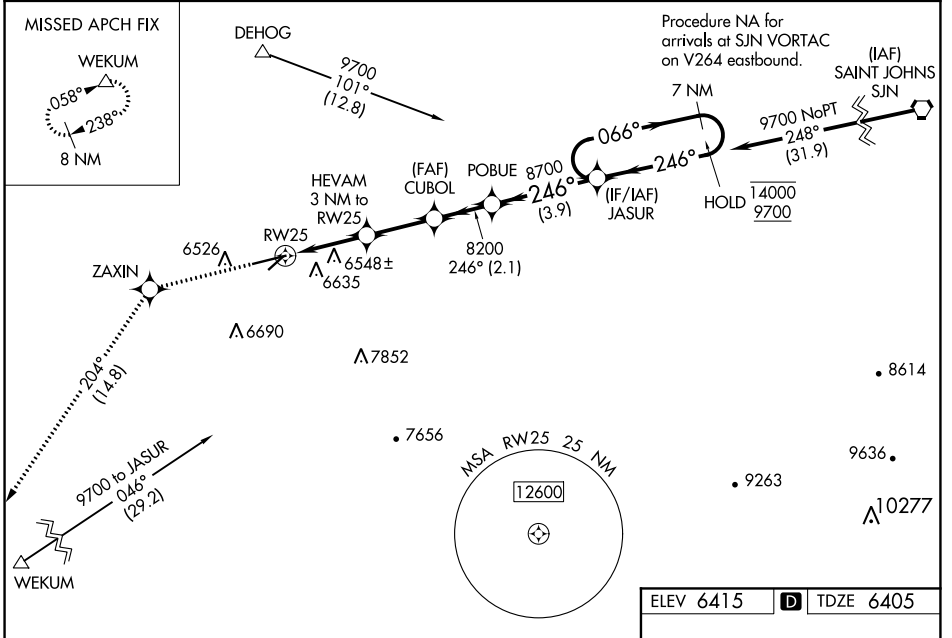 MISSED APCH FIX
WEKUM
058°
238°
8 NM
DEHOG
9700
101°
(12.8)
Procedure NA for
arrivals at SJN VORTAC
on V264 eastbound.
7 NM
(IAF)
SAINT JOHNS
SJN
9700 NoPT
248°
(31.9)
066°
246°
HOLD
14000
9700
(IF/IAF)
JASUR
8700
246°
(3.9)
POBUE
8200
246° (2.1)
(FAF)
CUBOL
HEVAM
3 NM to
RW25
RW25
6526
6548±
6635
ZAXIN
6690
7852
204°
(14.8)
8614
7656
9636
9263
10277
9700 to JASUR
046°
(29.2)
WEKUM
MSA RW25 25 NM
12600
ELEV 6415 D TDZE 6405